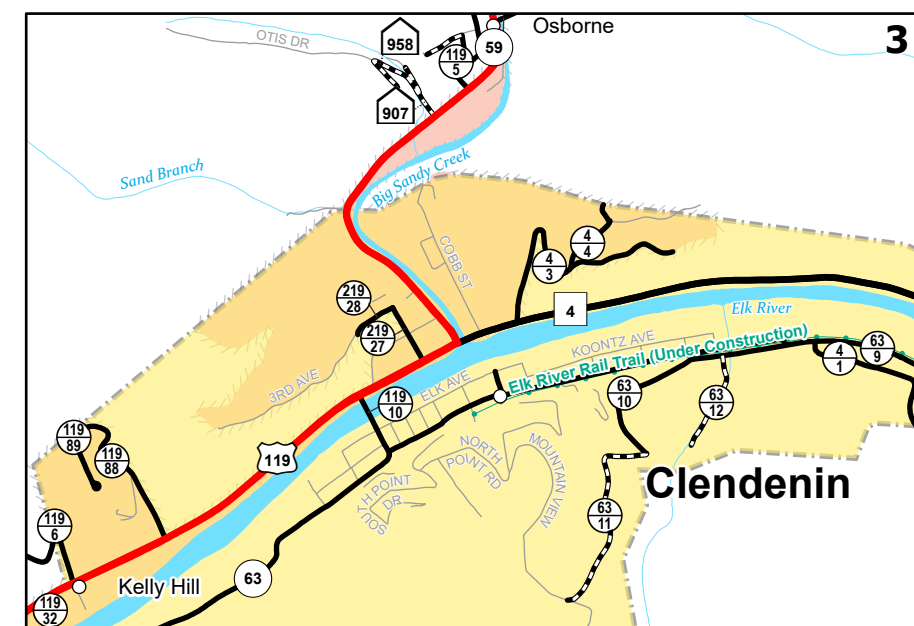 3
Osborne
OTIS DR
958
119
5
59
907
Sand Branch
Big Sandy Creek
COBB ST
4
4
4
3
219
28
219
27
4
Elk River
Elk River Rail Trail (Under Construction)
KOONTZ AVE
63
9
4
1
3RD AVE
ELK AVE
119
10
63
10
63
12
119
89
119
88
119
NORTH
POINT RD
MOUNTAIN VIEW
SOUTH POINT
DR
Clendenin
63
11
119
6
Kelly Hill
63
119
32